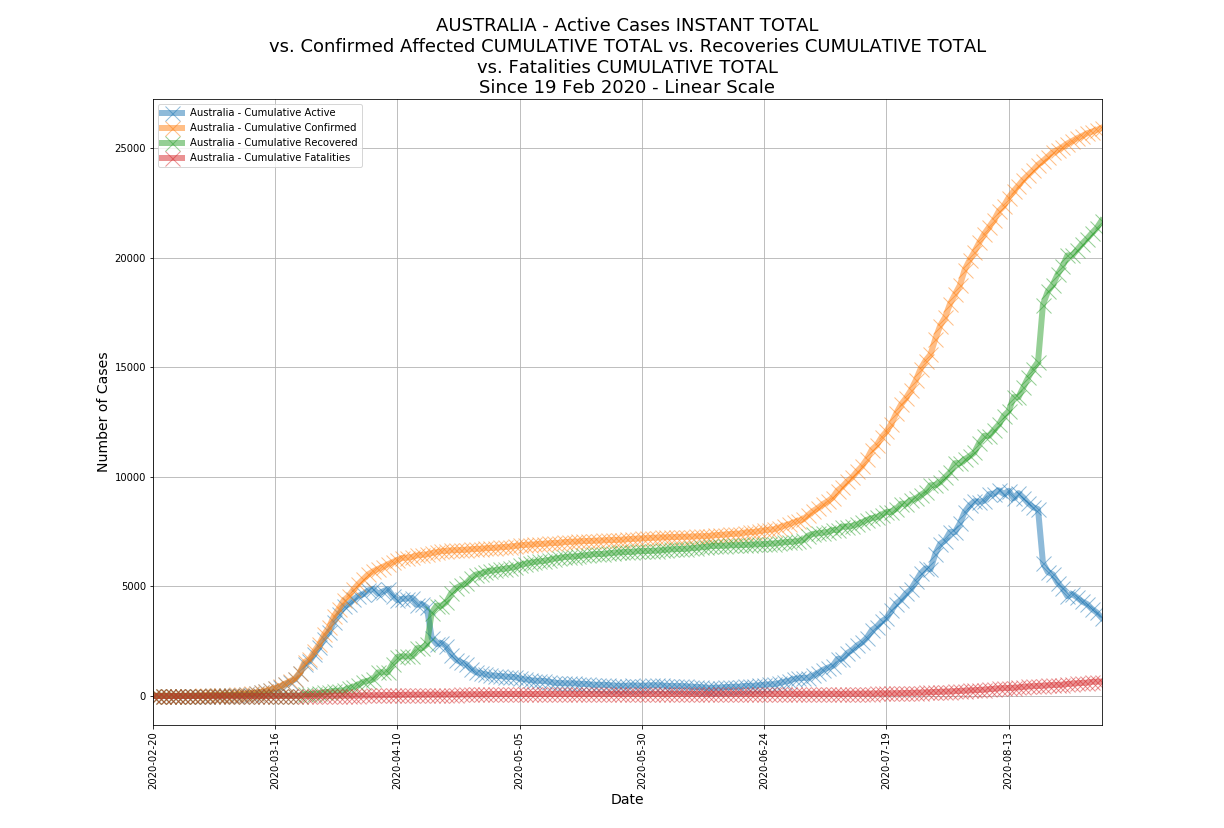 AUSTRALIA - Active Cases INSTANT TOTAL
vs. Confirmed Affected CUMULATIVE TOTAL vs. Recoveries CUMULATIVE TOTAL
vs. Fatalities CUMULATIVE TOTAL
Since 19 Feb 2020 - Linear Scale
Australia - Cumulative Active
Australia - Cumulative Confirmed
Australia - Cumulative Recovered
Australia - Cumulative Fatalities
Number of Cases
25000
20000
15000
10000
5000
0
2020-02-20
2020-03-16
2020-04-10
2020-05-05
2020-05-30
2020-06-24
2020-07-19
2020-08-13
Date